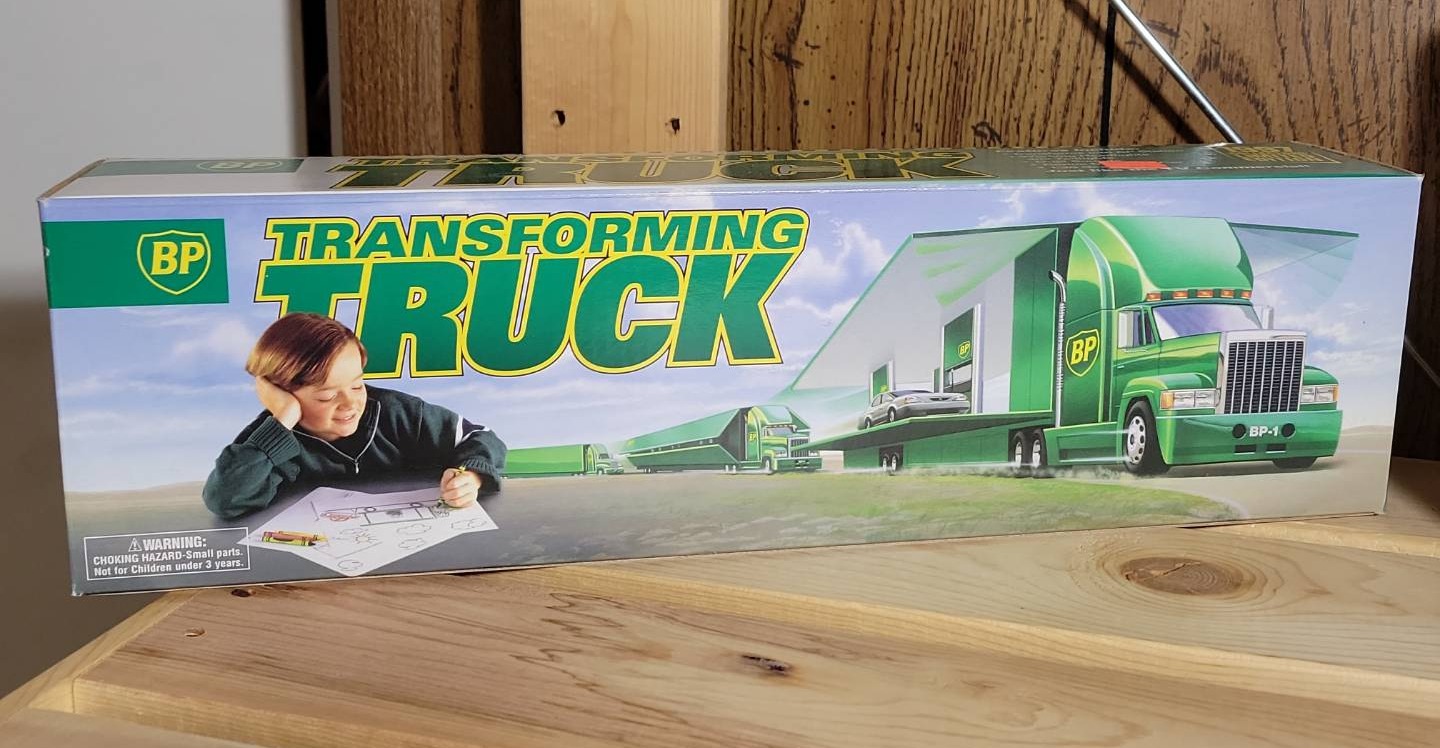 BP
TRANSFORMING
TRUCK
BP
TRANSFORMING
TRUCK
BP
BP
BP-1
⚠WARNING:
CHOKING HAZARD-Small parts.
Not for Children under 3 years.